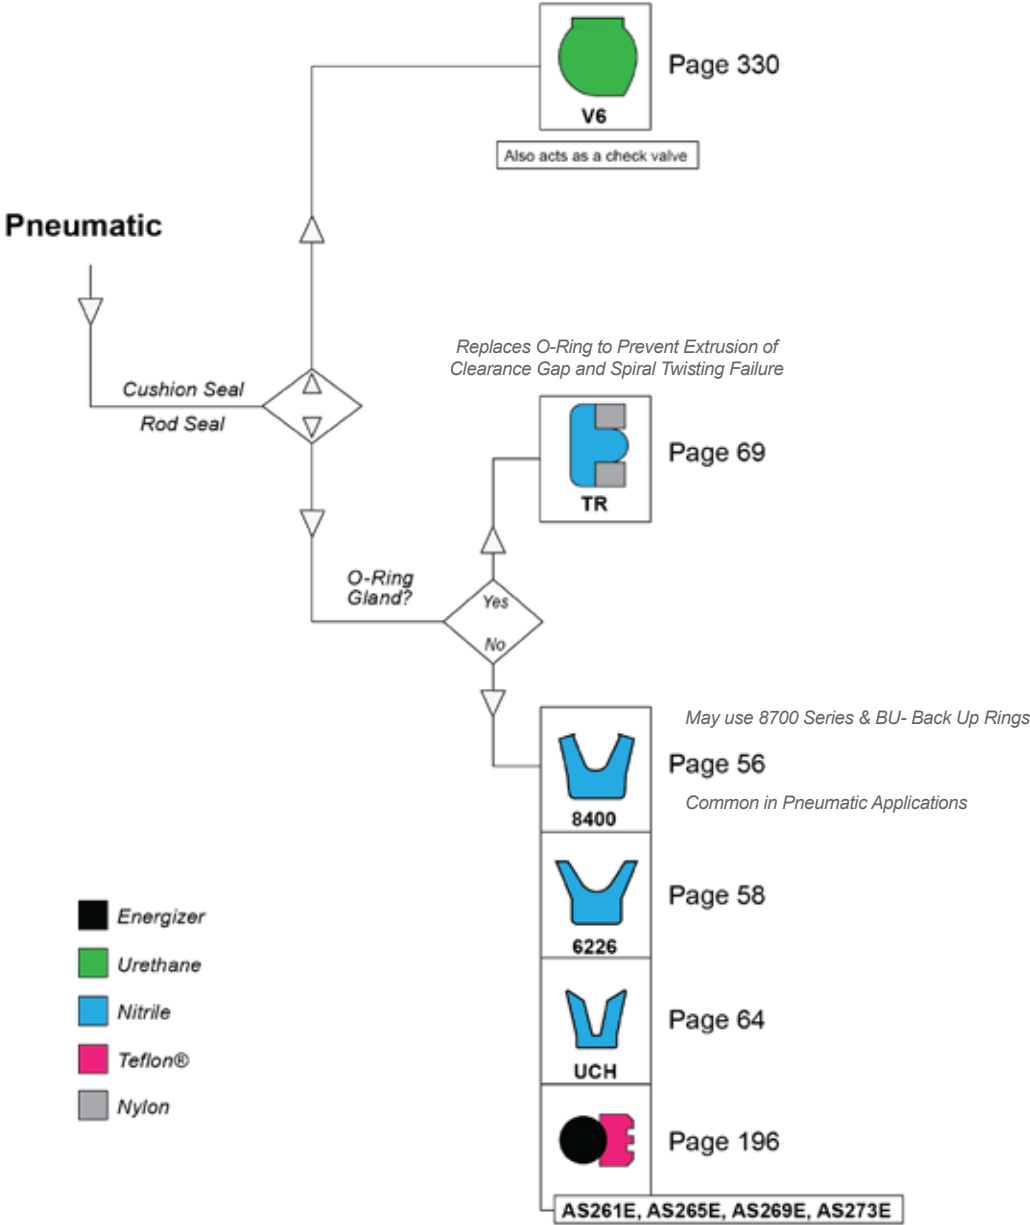 V6
Page 330
Also acts as a check valve
Pneumatic
Cushion Seal
Rod Seal
Replaces O-Ring to Prevent Extrusion of
Clearance Gap and Spiral Twisting Failure
TR
Page 69
O-Ring
Gland?
Yes
No
May use 8700 Series & BU- Back Up Rings
Page 56
Common in Pneumatic Applications
8400
Page 58
6226
Page 64
UCH
Page 196
AS261E, AS265E, AS269E, AS273E
Energizer
Urethane
Nitrile
Teflon®
Nylon